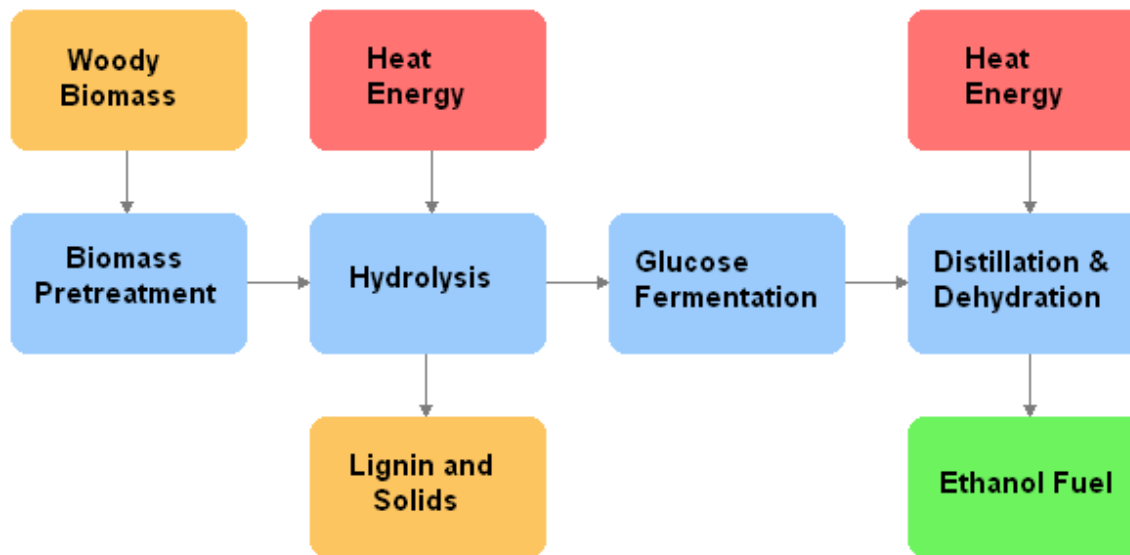 Woody
Biomass
Heat
Energy
Heat
Energy
Biomass
Pretreatment
Hydrolysis
Glucose
Fermentation
Distillation &
Dehydration
Lignin and
Solids
Ethanol Fuel